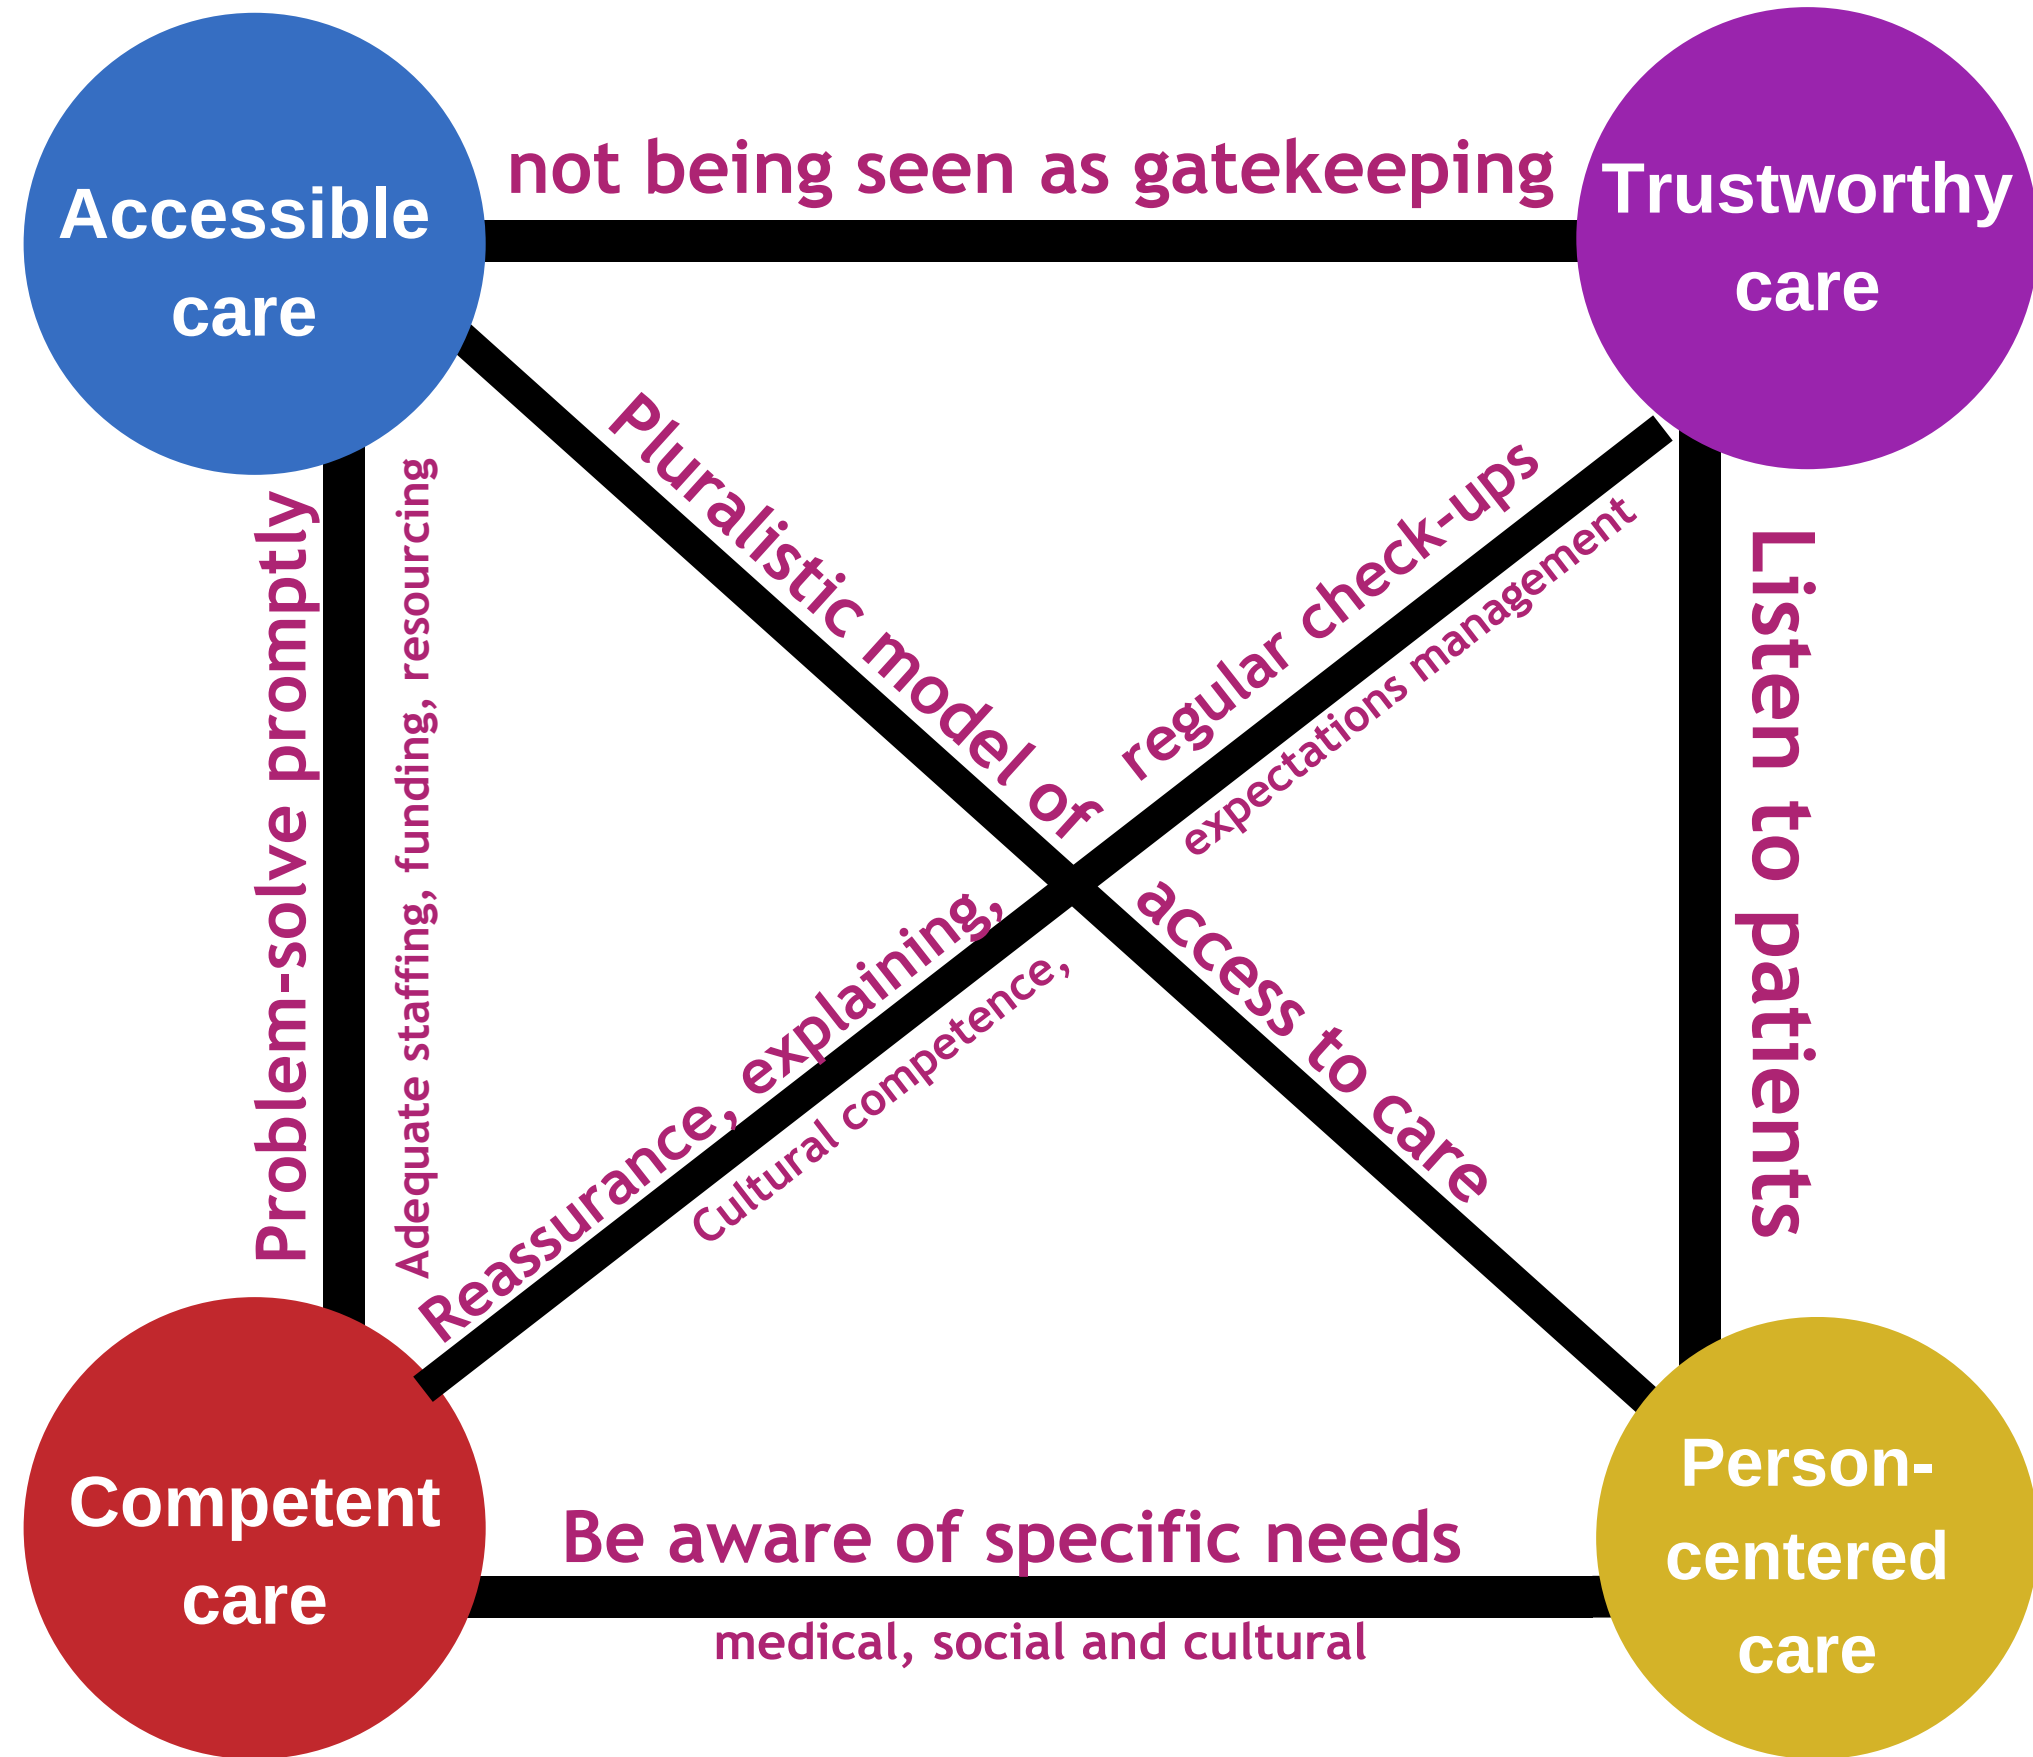 Accessible
care
not being seen as gatekeeping
Trustworthy
care
Problem-solve promptly
Adequate staffing, funding, resourcing
Pluralistic model of access to care
Reassurance, explaining, regular check-ups
Cultural competence, expectations management
Listen to patients
Competent
care
Be aware of specific needs
medical, social and cultural
Person-
centered
care